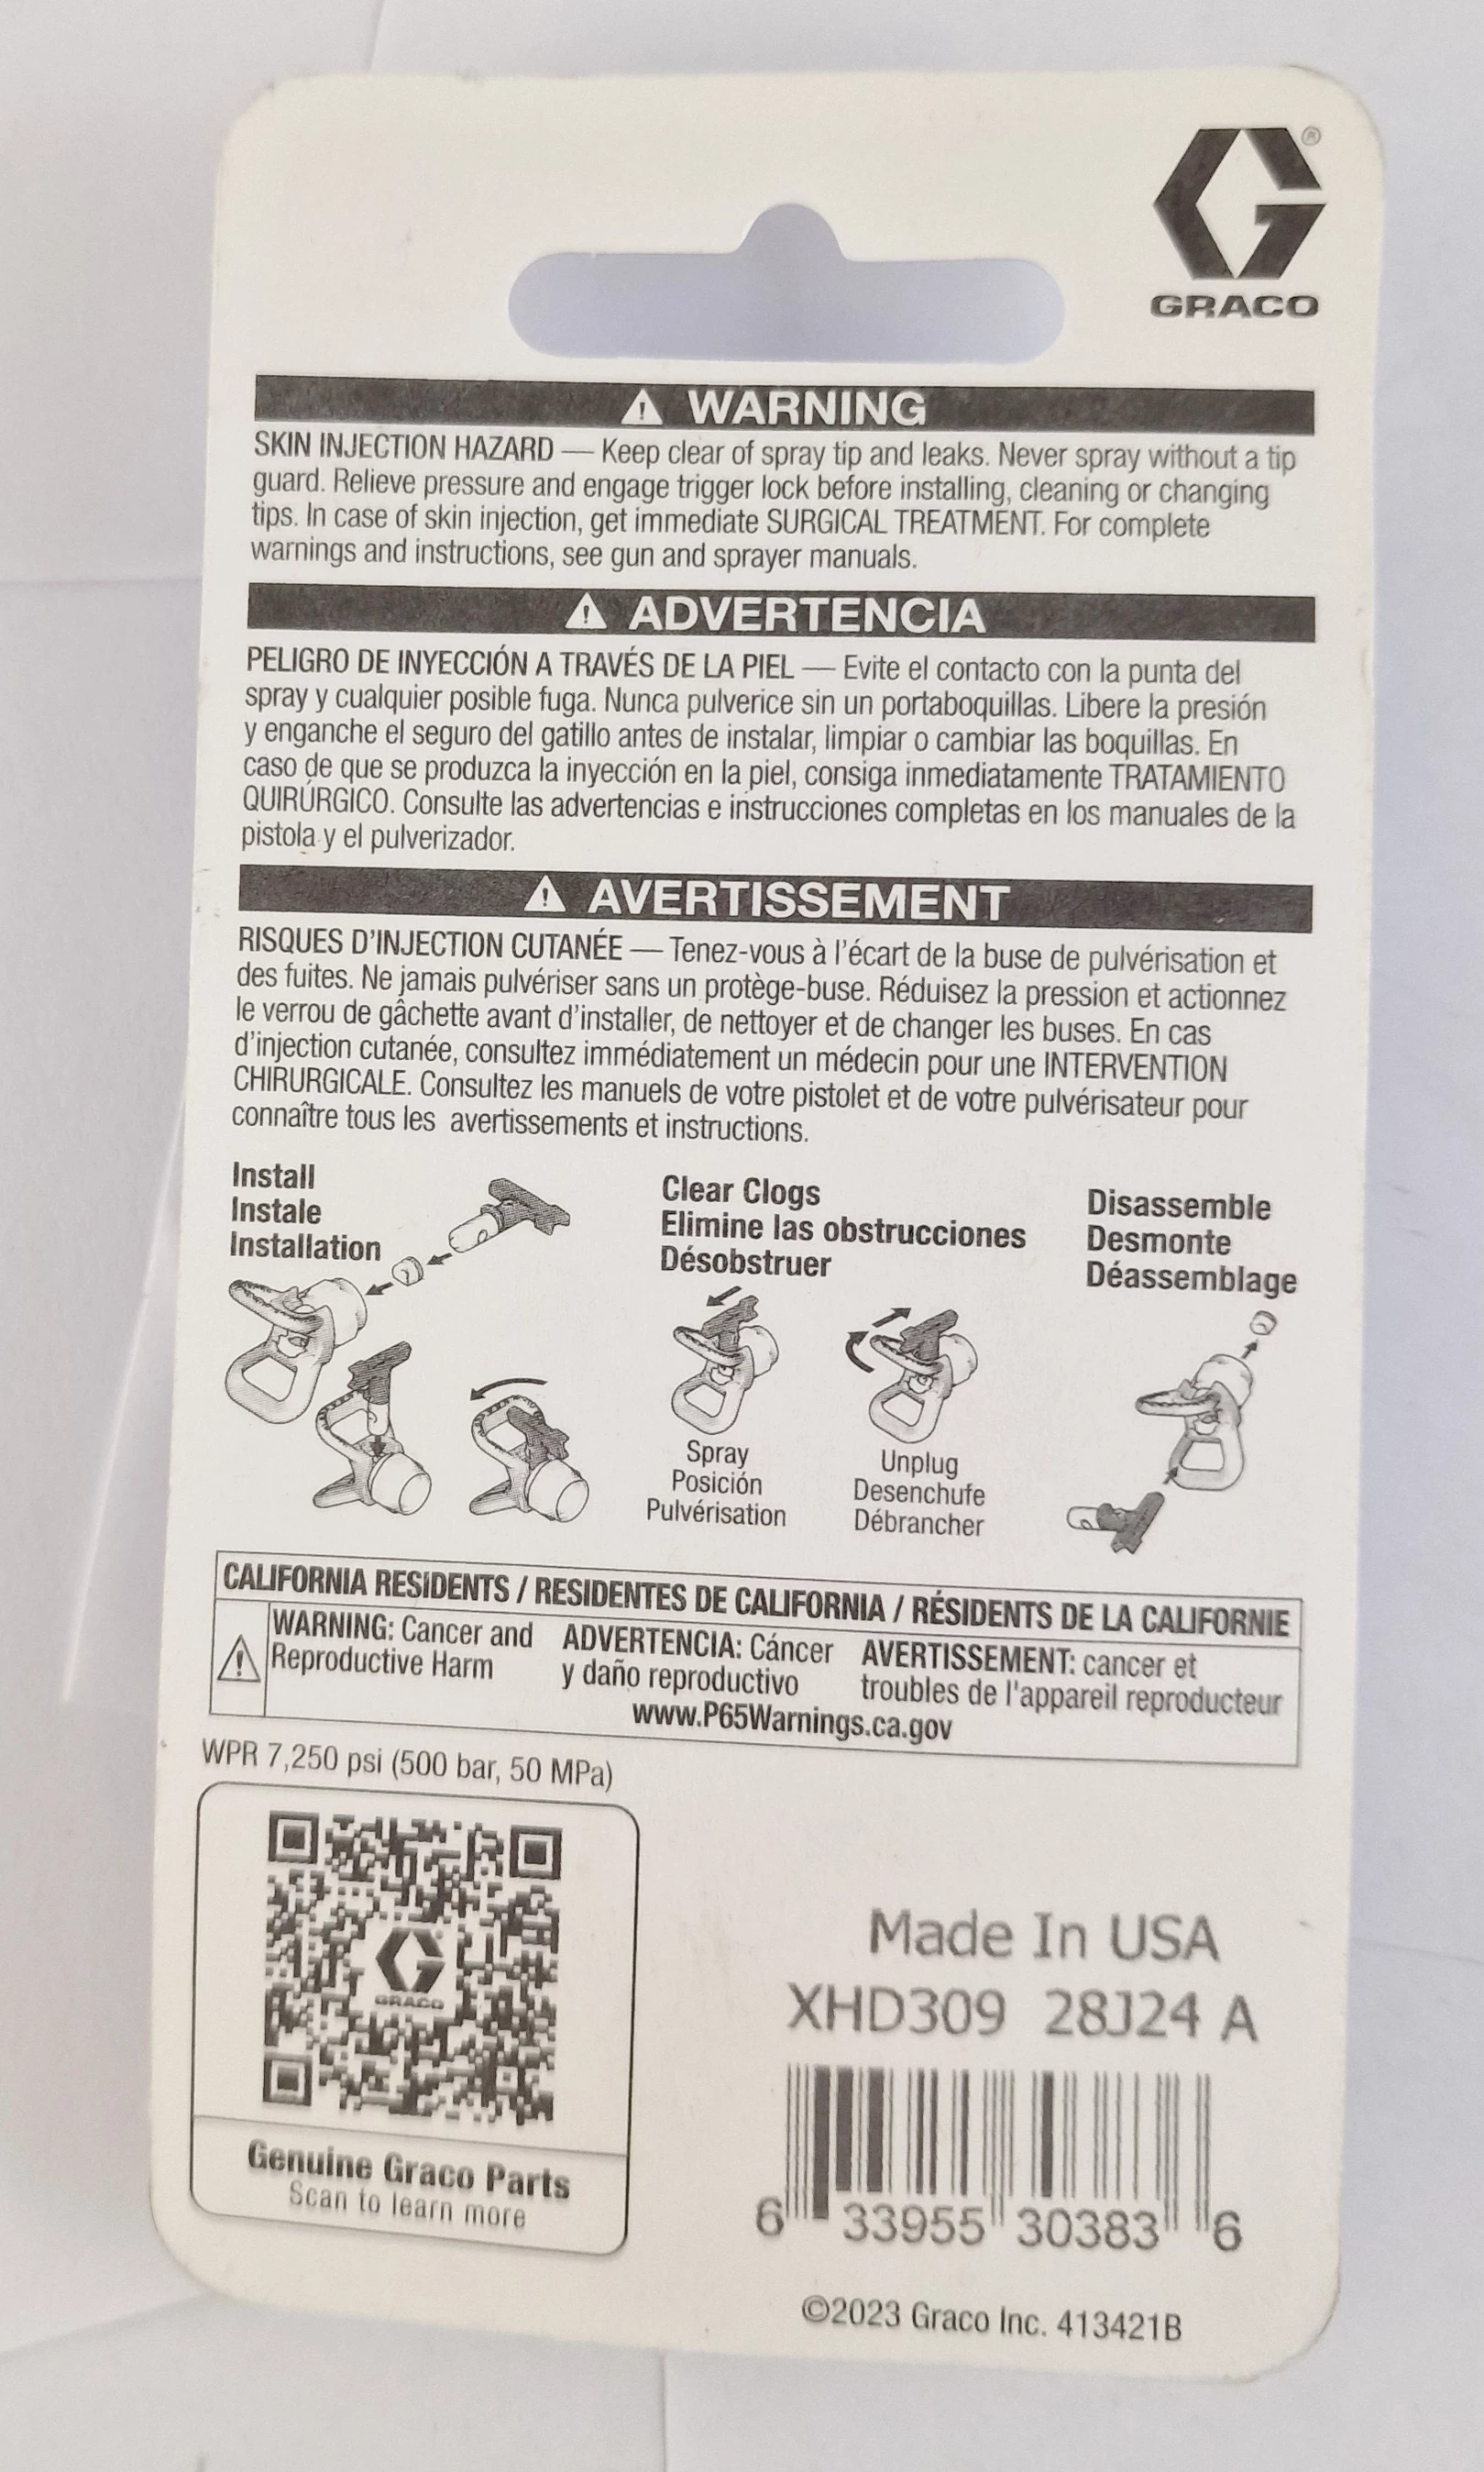 ®
GRACO
⚠ WARNING
SKIN INJECTION HAZARD — Keep clear of spray tip and leaks. Never spray without a tip
guard. Relieve pressure and engage trigger lock before installing, cleaning or changing
tips. In case of skin injection, get immediate SURGICAL TREATMENT. For complete
warnings and instructions, see gun and sprayer manuals.
⚠ ADVERTENCIA
PELIGRO DE INYECCIÓN A TRAVÉS DE LA PIEL — Evite el contacto con la punta del
spray y cualquier posible fuga. Nunca pulverice sin un portaboquillas. Libere la presión
y enganche el seguro del gatillo antes de instalar, limpiar o cambiar las boquillas. En
caso de que se produzca la inyección en la piel, consiga inmediatamente TRATAMIENTO
QUIRÚRGICO. Consulte las advertencias e instrucciones completas en los manuales de la
pistola y el pulverizador.
⚠ AVERTISSEMENT
RISQUES D'INJECTION CUTANÉE — Tenez-vous à l'écart de la buse de pulvérisation et
des fuites. Ne jamais pulvériser sans un protège-buse. Réduisez la pression et actionnez
le verrou de gâchette avant d'installer, de nettoyer et de changer les buses. En cas
d'injection cutanée, consultez immédiatement un médecin pour une INTERVENTION
CHIRURGICALE. Consultez les manuels de votre pistolet et de votre pulvérisateur pour
connaître tous les avertissements et instructions.
Install
Instale
Installation
Clear Clogs
Elimine las obstrucciones
Désobstruer
Spray
Posición
Pulvérisation
Unplug
Desenchufe
Débrancher
Disassemble
Desmonte
Déassemblage
CALIFORNIA RESIDENTS / RESIDENTES DE CALIFORNIA / RÉSIDENTS DE LA CALIFORNIE
WARNING: Cancer and
Reproductive Harm
ADVERTENCIA: Cáncer
y daño reproductivo
AVERTISSEMENT: cancer et
troubles de l'appareil reproducteur
www.P65Warnings.ca.gov
WPR 7,250 psi (500 bar, 50 MPa)
GRACO
Genuine Graco Parts
Scan to learn more
Made In USA
XHD309 28J24 A
6 33955 30383 6
©2023 Graco Inc. 413421B